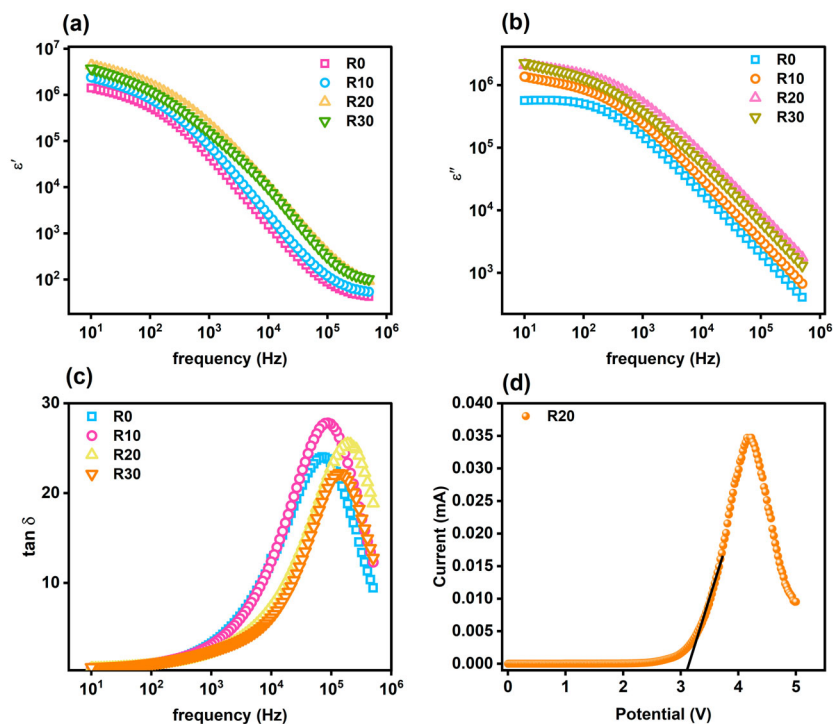 (a)
10⁷
10⁶
10⁵
10⁴
10³
10²
ε′
R0
R10
R20
R30
10¹ 10² 10³ 10⁴ 10⁵ 10⁶
frequency (Hz)
(b)
10⁶
10⁵
10⁴
10³
ε″
R0
R10
R20
R30
10¹ 10² 10³ 10⁴ 10⁵ 10⁶
frequency (Hz)
(c)
30
20
10
tan δ
R0
R10
R20
R30
10¹ 10² 10³ 10⁴ 10⁵ 10⁶
frequency (Hz)
(d)
0.040
0.035
0.030
0.025
0.020
0.015
0.010
0.005
0.000
Current (mA)
R20
0 1 2 3 4 5
Potential (V)